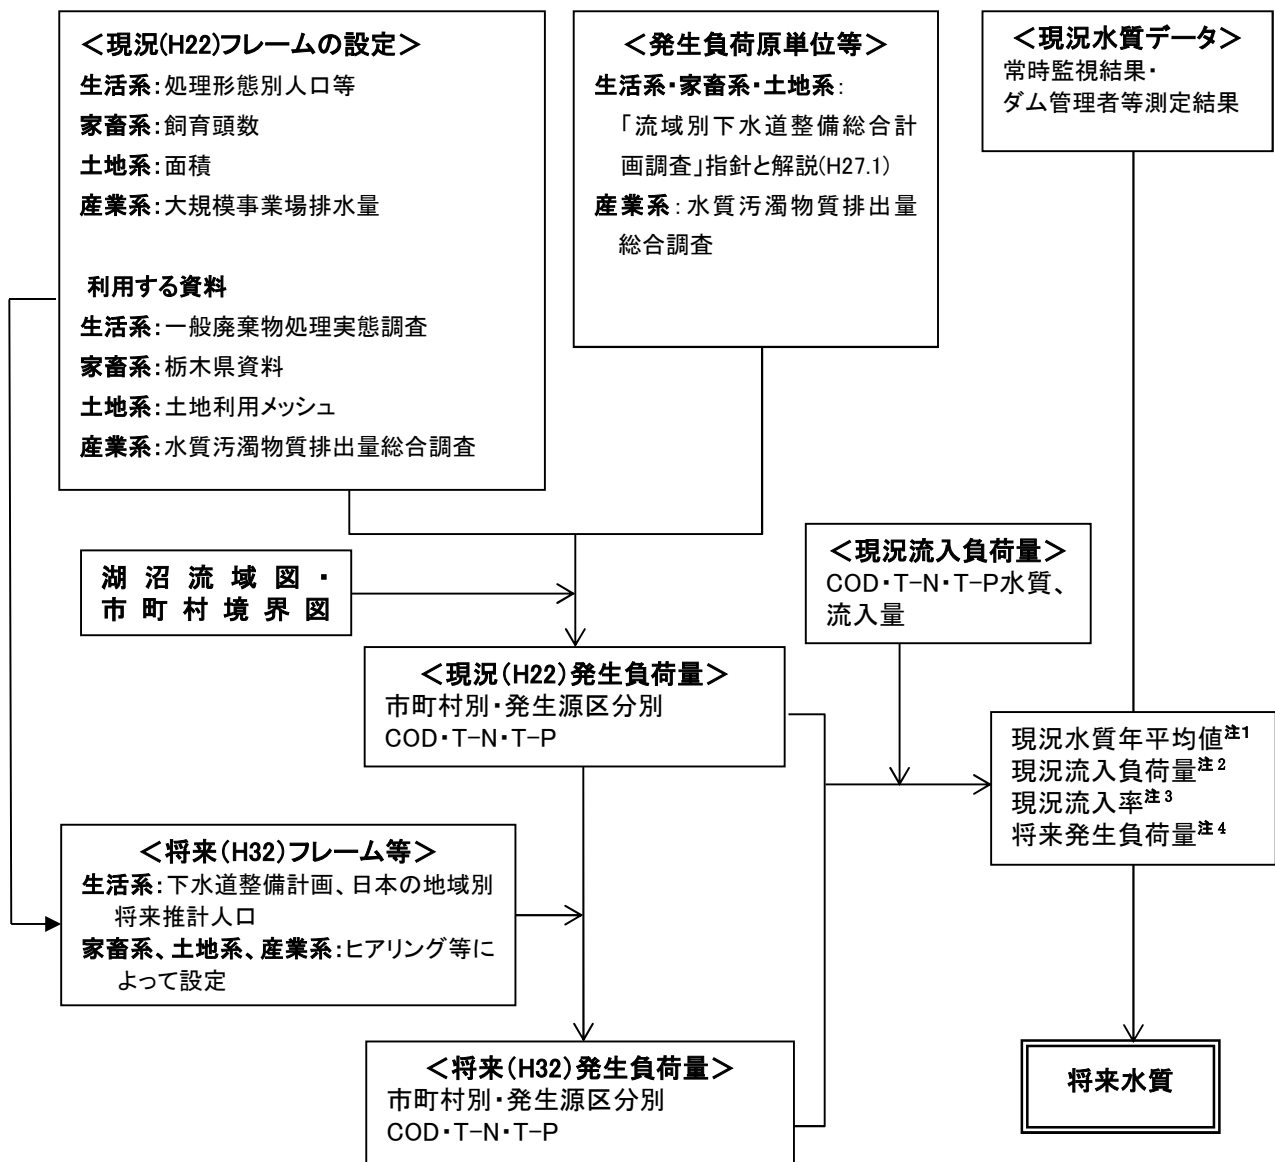 ＜現況(H22)フレームの設定＞
生活系：処理形態別人口等
家畜系：飼育頭数
土地系：面積
産業系：大規模事業場排水量
利用する資料
生活系：一般廃棄物処理実態調査
家畜系：栃木県資料
土地系：土地利用メッシュ
産業系：水質汚濁物質排出量総合調査
＜発生負荷原単位等＞
生活系・家畜系・土地系：
「流域別下水道整備総合計
画調査」指針と解説(H27.1)
産業系：水質汚濁物質排出量
総合調査
＜現況水質データ＞
常時監視結果・
ダム管理者等測定結果
湖沼流域図・
市町村境界図
＜現況流入負荷量＞
COD・T-N・T-P水質、
流入量
＜現況（H22）発生負荷量＞
市町村別・発生源区分別
COD・T-N・T-P
現況水質年平均値注1
現況流入負荷量注2
現況流入率注3
将来発生負荷量注4
＜将来（H32）フレーム等＞
生活系：下水道整備計画、日本の地域別
将来推計人口
家畜系、土地系、産業系：ヒアリング等に
よって設定
＜将来（H32）発生負荷量＞
市町村別・発生源区分別
COD・T-N・T-P
将来水質